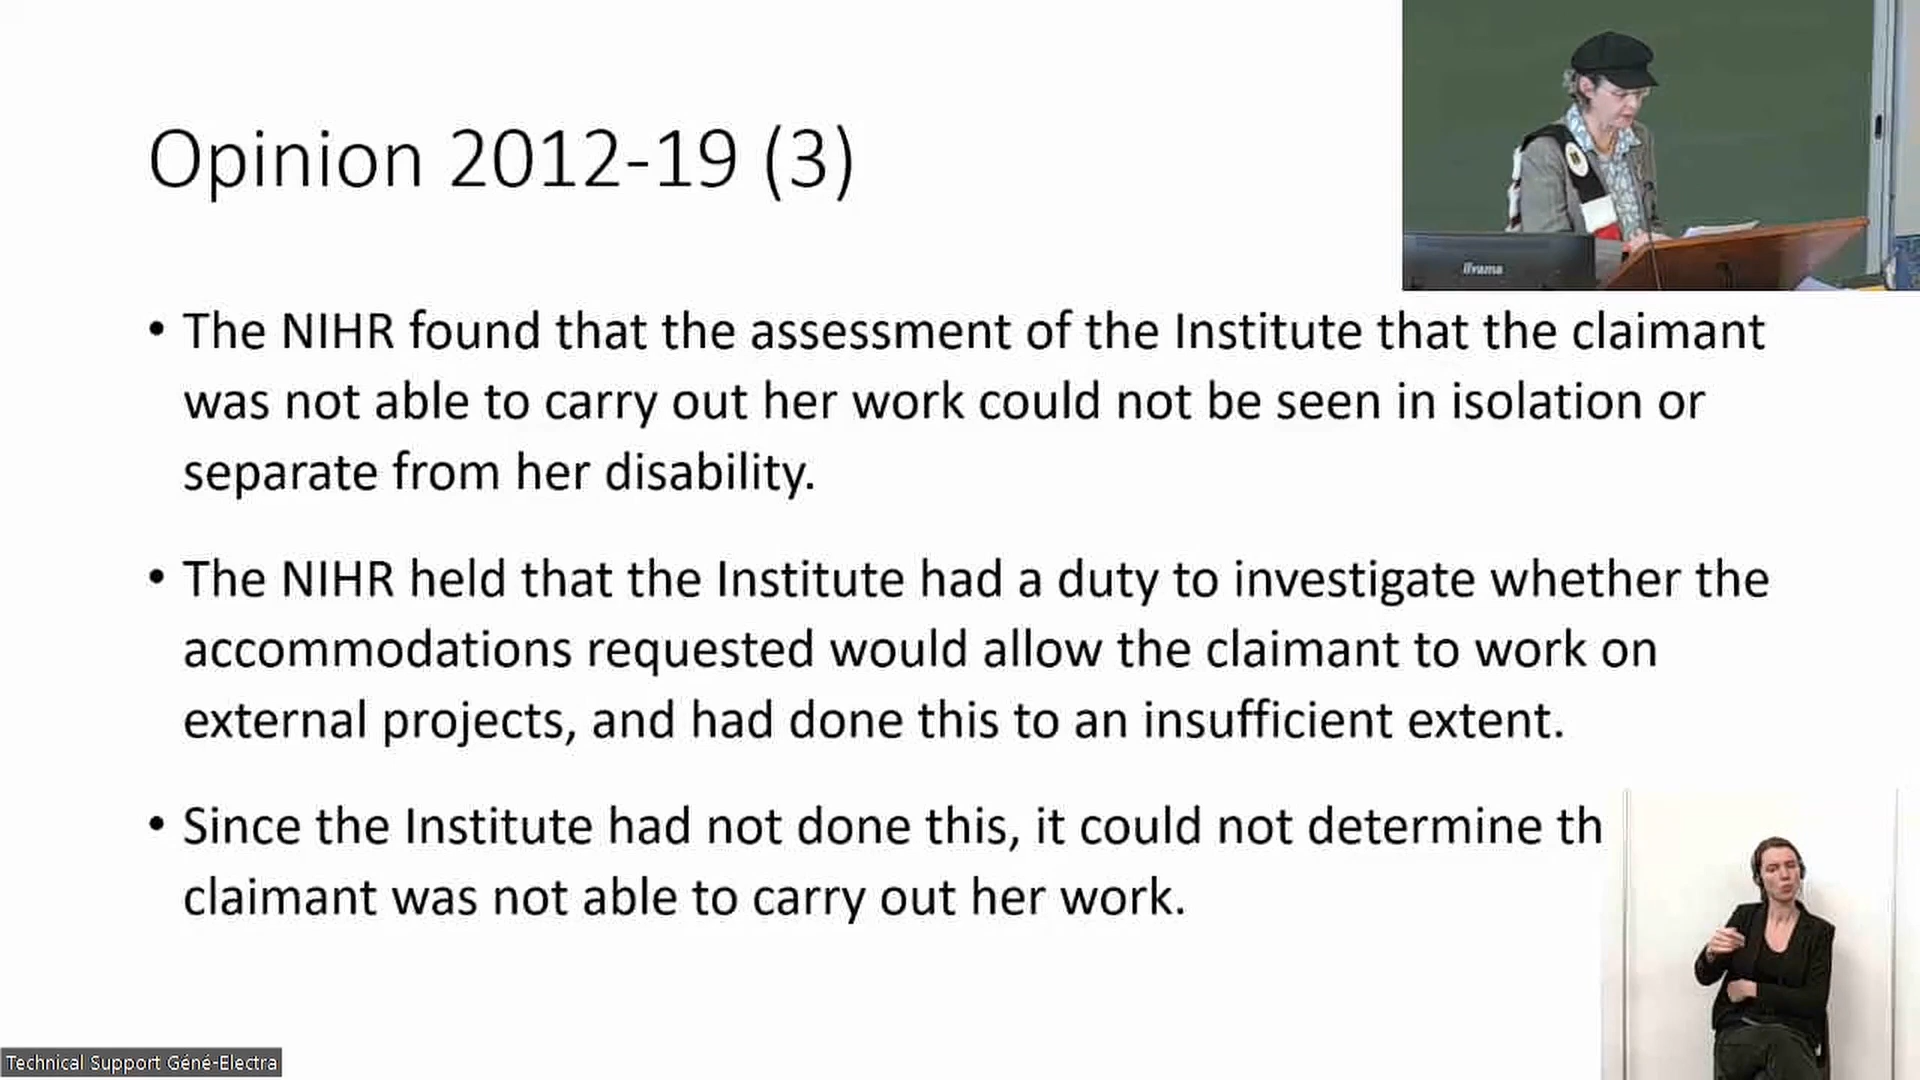 Opinion 2012-19 (3)
• The NIHR found that the assessment of the Institute that the claimant
was not able to carry out her work could not be seen in isolation or
separate from her disability.
• The NIHR held that the Institute had a duty to investigate whether the
accommodations requested would allow the claimant to work on
external projects, and had done this to an insufficient extent.
• Since the Institute had not done this, it could not determine th
claimant was not able to carry out her work.
iiyama
Technical Support Géné-Electra